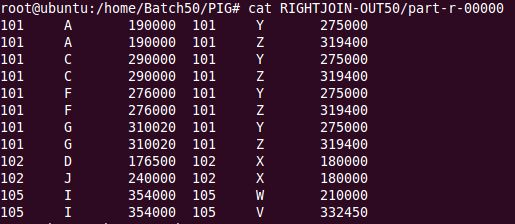 root@ubuntu:/home/Batch50/PIG# cat RIGHTJOIN-OUT50/part-r-00000
101 A 190000 101 Y 275000
101 A 190000 101 Z 319400
101 C 290000 101 Y 275000
101 C 290000 101 Z 319400
101 F 276000 101 Y 275000
101 F 276000 101 Z 319400
101 G 310020 101 Y 275000
101 G 310020 101 Z 319400
102 D 176500 102 X 180000
102 J 240000 102 X 180000
105 I 354000 105 W 210000
105 I 354000 105 V 332450